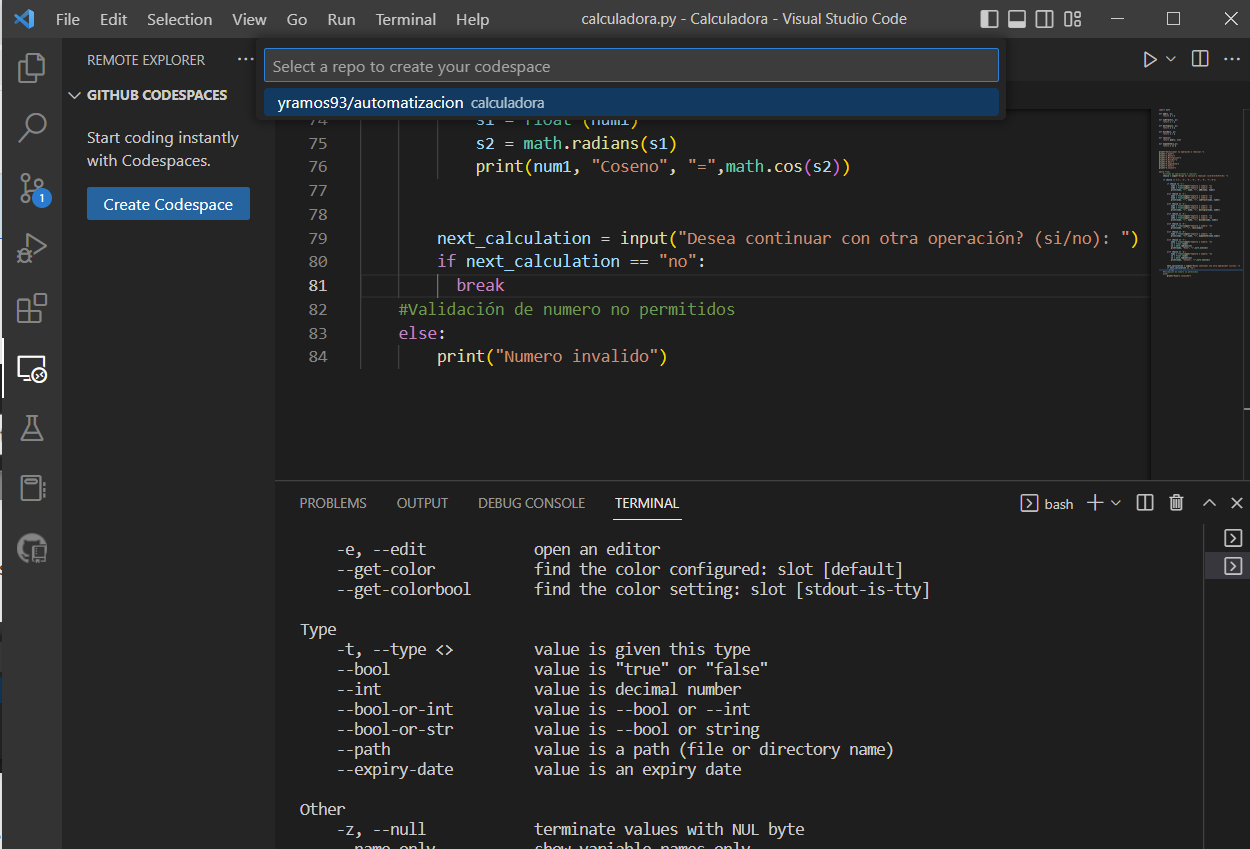 File Edit Selection View Go Run Terminal Help calculadora.py - Calculadora - Visual Studio Code
REMOTE EXPLORER
Select a repo to create your codespace
yramos93/automatizacion calculadora
GITHUB CODESPACES
Start coding instantly
with Codespaces.
Create Codespace
1
74 s1 = float (num1)
75 s2 = math.radians(s1)
76 print(num1, "Coseno", "=",math.cos(s2))
77
78
79 next_calculation = input("Desea continuar con otra operación? (si/no): ")
80 if next_calculation == "no":
81 break
82 #Validación de numero no permitidos
83 else:
84 print("Numero invalido")
PROBLEMS OUTPUT DEBUG CONSOLE TERMINAL bash
-e, --edit open an editor
--get-color find the color configured: slot [default]
--get-colorbool find the color setting: slot [stdout-is-tty]
Type
-t, --type <> value is given this type
--bool value is "true" or "false"
--int value is decimal number
--bool-or-int value is --bool or --int
--bool-or-str value is --bool or string
--path value is a path (file or directory name)
--expiry-date value is an expiry date
Other
-z, --null terminate values with NUL byte
--name-only show variable names only